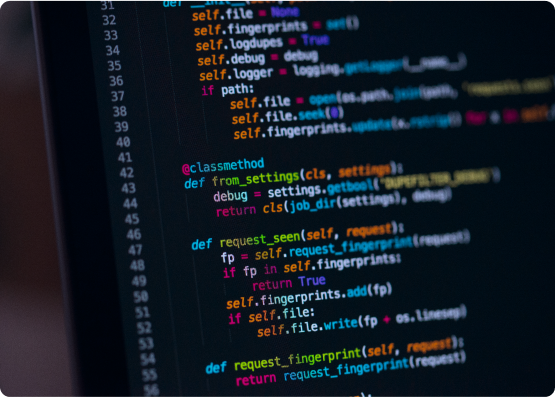 31 def __init__(self,
32 self.file = None
33 self.fingerprints = set()
34 self.logdupes = True
35 self.debug = debug
36 self.logger = logging.getLogger(__name__)
37 if path:
38 self.file = open(os.path.join(path, 'requests.seen'
39 self.file.seek(0)
40 self.fingerprints.update(x.rstrip() for x in self.
41
42 @classmethod
43 def from_settings(cls, settings):
44 debug = settings.getbool('DUPEFILTER_DEBUG')
45 return cls(job_dir(settings), debug)
46
47 def request_seen(self, request):
48 fp = self.request_fingerprint(request)
49 if fp in self.fingerprints:
50 return True
51 self.fingerprints.add(fp)
52 if self.file:
53 self.file.write(fp + os.linesep)
54
55 def request_fingerprint(self, request):
56 return request_fingerprint(request)